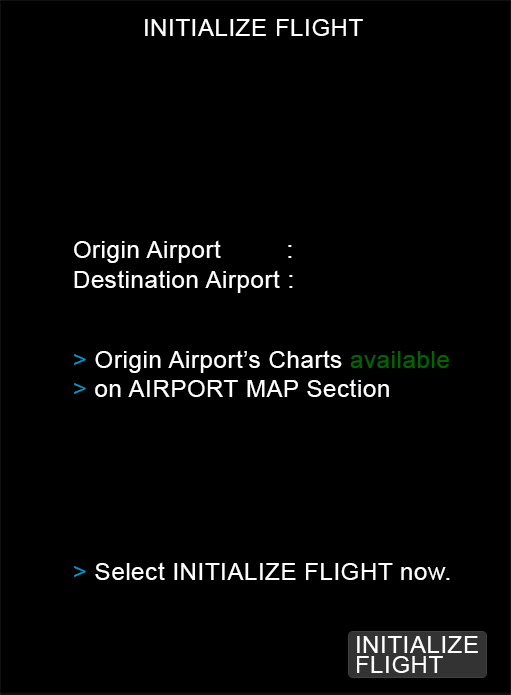 INITIALIZE FLIGHT
Origin Airport :
Destination Airport :
> Origin Airport’s Charts available
> on AIRPORT MAP Section
> Select INITIALIZE FLIGHT now.
INITIALIZE
FLIGHT